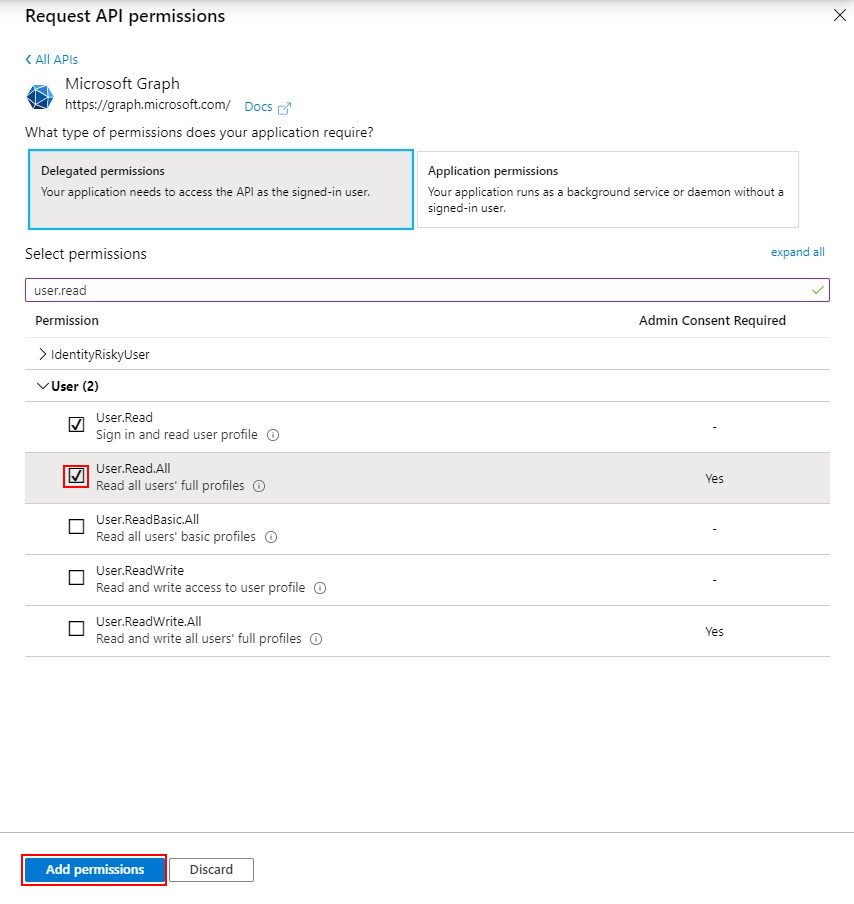 Request API permissions
All APIs
Microsoft Graph
https://graph.microsoft.com/ Docs
What type of permissions does your application require?
Delegated permissions
Your application needs to access the API as the signed-in user.
Application permissions
Your application runs as a background service or daemon without a
signed-in user.
Select permissions
expand all
user.read
Permission Admin Consent Required
IdentityRiskyUser
User (2)
User.Read
Sign in and read user profile
-
User.Read.All
Read all users' full profiles
Yes
User.ReadBasic.All
Read all users' basic profiles
-
User.ReadWrite
Read and write access to user profile
-
User.ReadWrite.All
Read and write all users' full profiles
Yes
Add permissions Discard